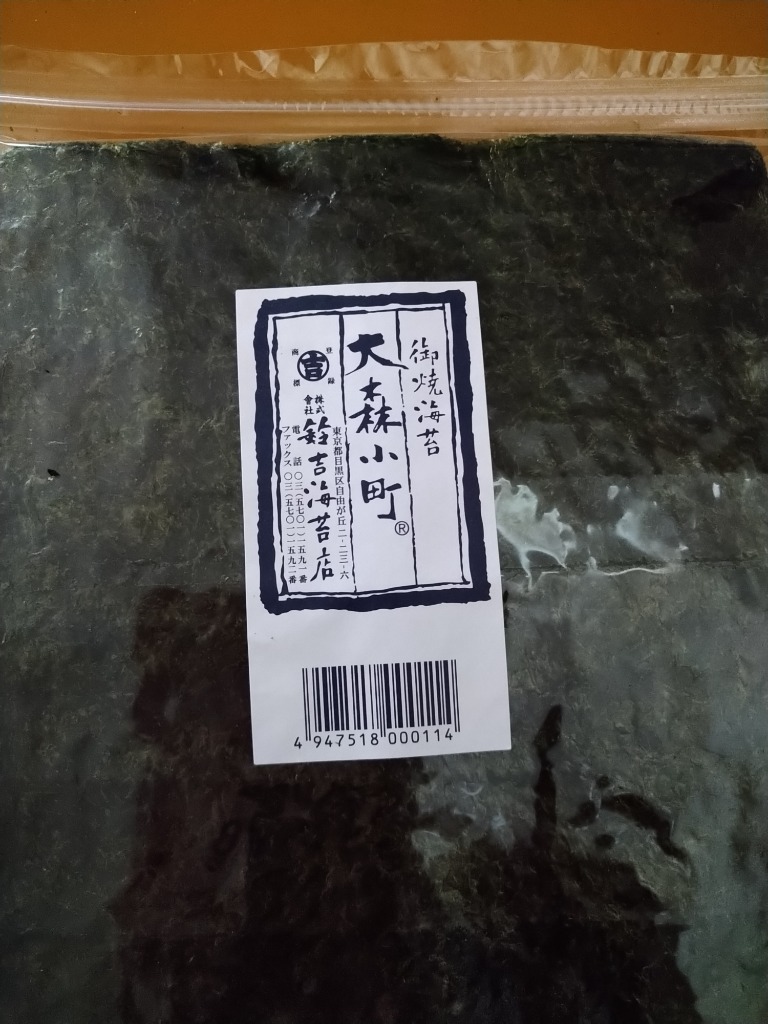 御焼海苔
大森小町®
登録
商標
吉
東京都目黒区自由が丘二-二三-六
株式會社
鈴吉海苔店
電話 〇三(五七〇一)一五九一番
ファックス 〇三(五七〇一)一五九二番
4 947518 000114